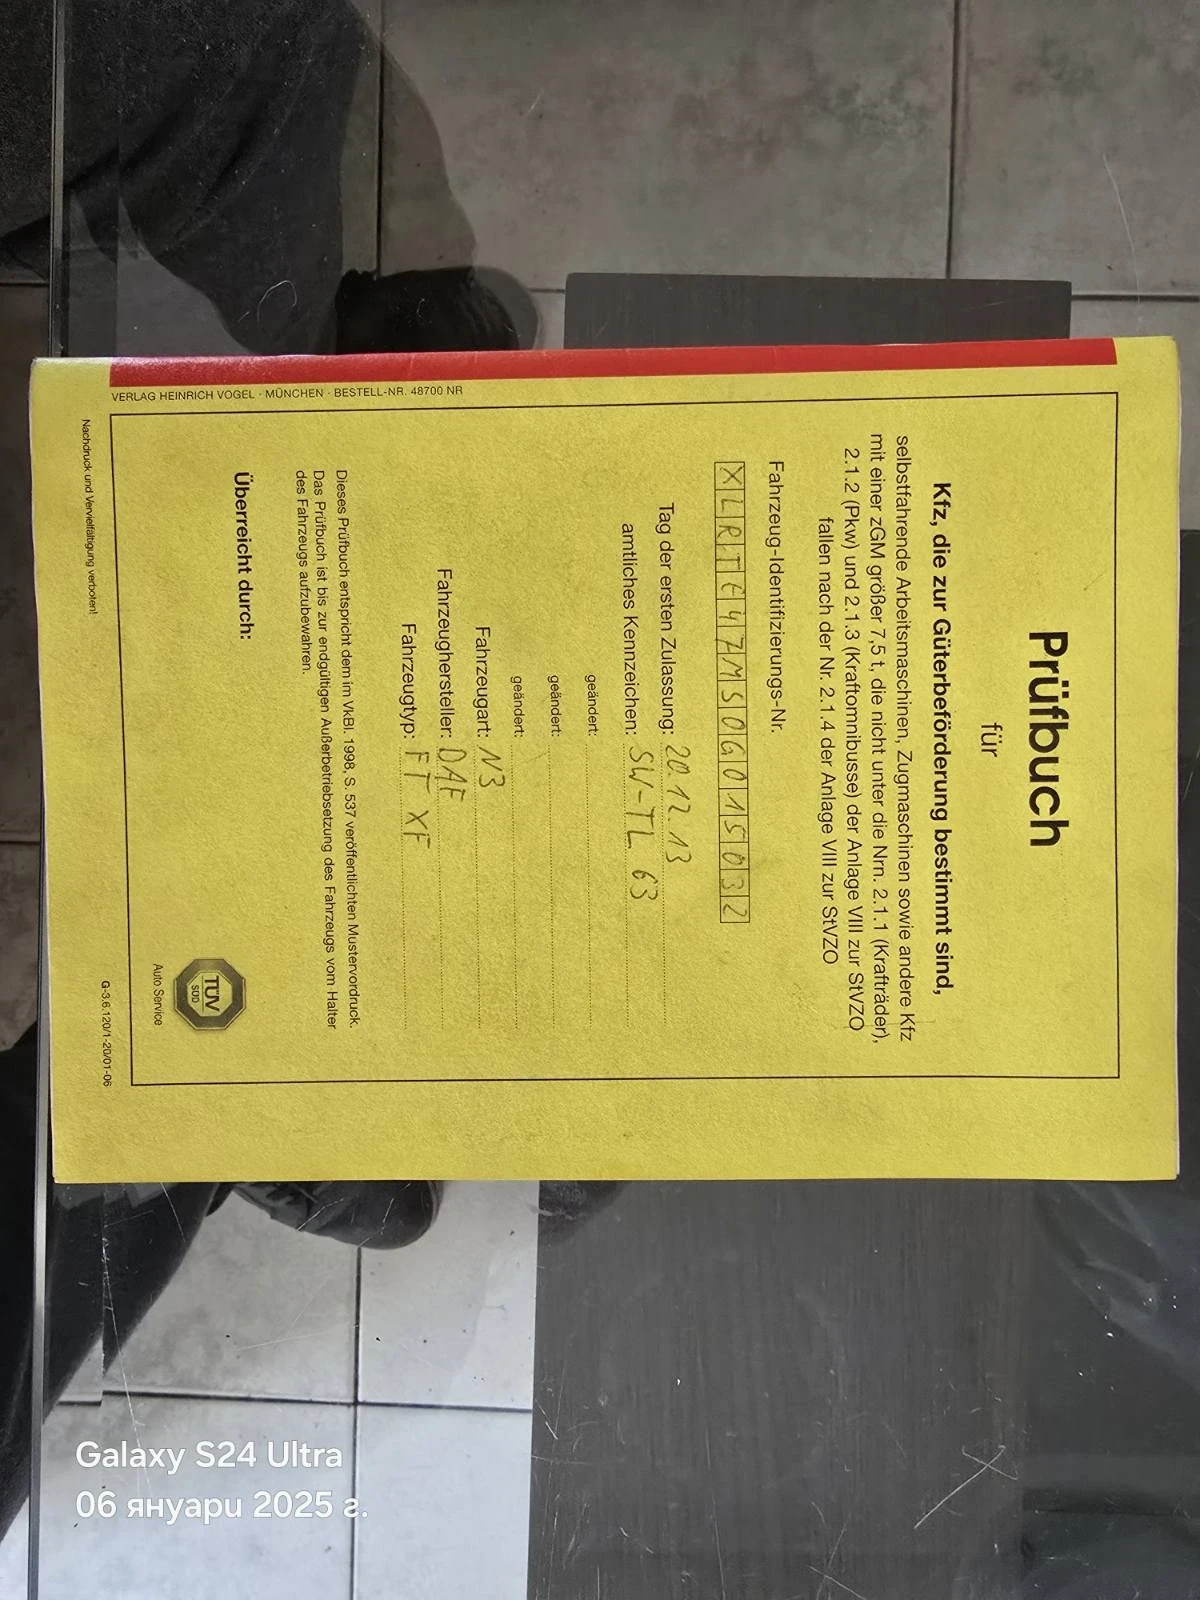 Prüfbuch
für
Kfz, die zur Güterbeförderung bestimmt sind,
selbstfahrende Arbeitsmaschinen, Zugmaschinen sowie andere Kfz
mit einer zGM größer 7,5 t, die nicht unter die Nrn. 2.1.1 (Krafträder),
2.1.2 (Pkw) und 2.1.3 (Kraftomnibusse) der Anlage VIII zur StVZO
fallen nach der Nr. 2.1.4 der Anlage VIII zur StVZO
Fahrzeug-Identifizierungs-Nr.
XLRTE47MS0G015032
Tag der ersten Zulassung: 20.12.13
amtliches Kennzeichen: SW-TL 63
geändert:
geändert:
geändert:
Fahrzeugart: N3
Fahrzeughersteller: DAF
Fahrzeugtyp: FT XF
Dieses Prüfbuch entspricht dem im VkBl. 1998, S. 537 veröffentlichten Mustervordruck.
Das Prüfbuch ist bis zur endgültigen Außerbetriebsetzung des Fahrzeugs vom Halter
des Fahrzeugs aufzubewahren.
Überreicht durch:
TÜV
SÜD
Auto Service
VERLAG HEINRICH VOGEL · MÜNCHEN · BESTELL-NR. 48700 NR
Nachdruck und Vervielfältigung verboten!
G-3.6.120/1-20/01-06
Galaxy S24 Ultra
06 януари 2025 г.